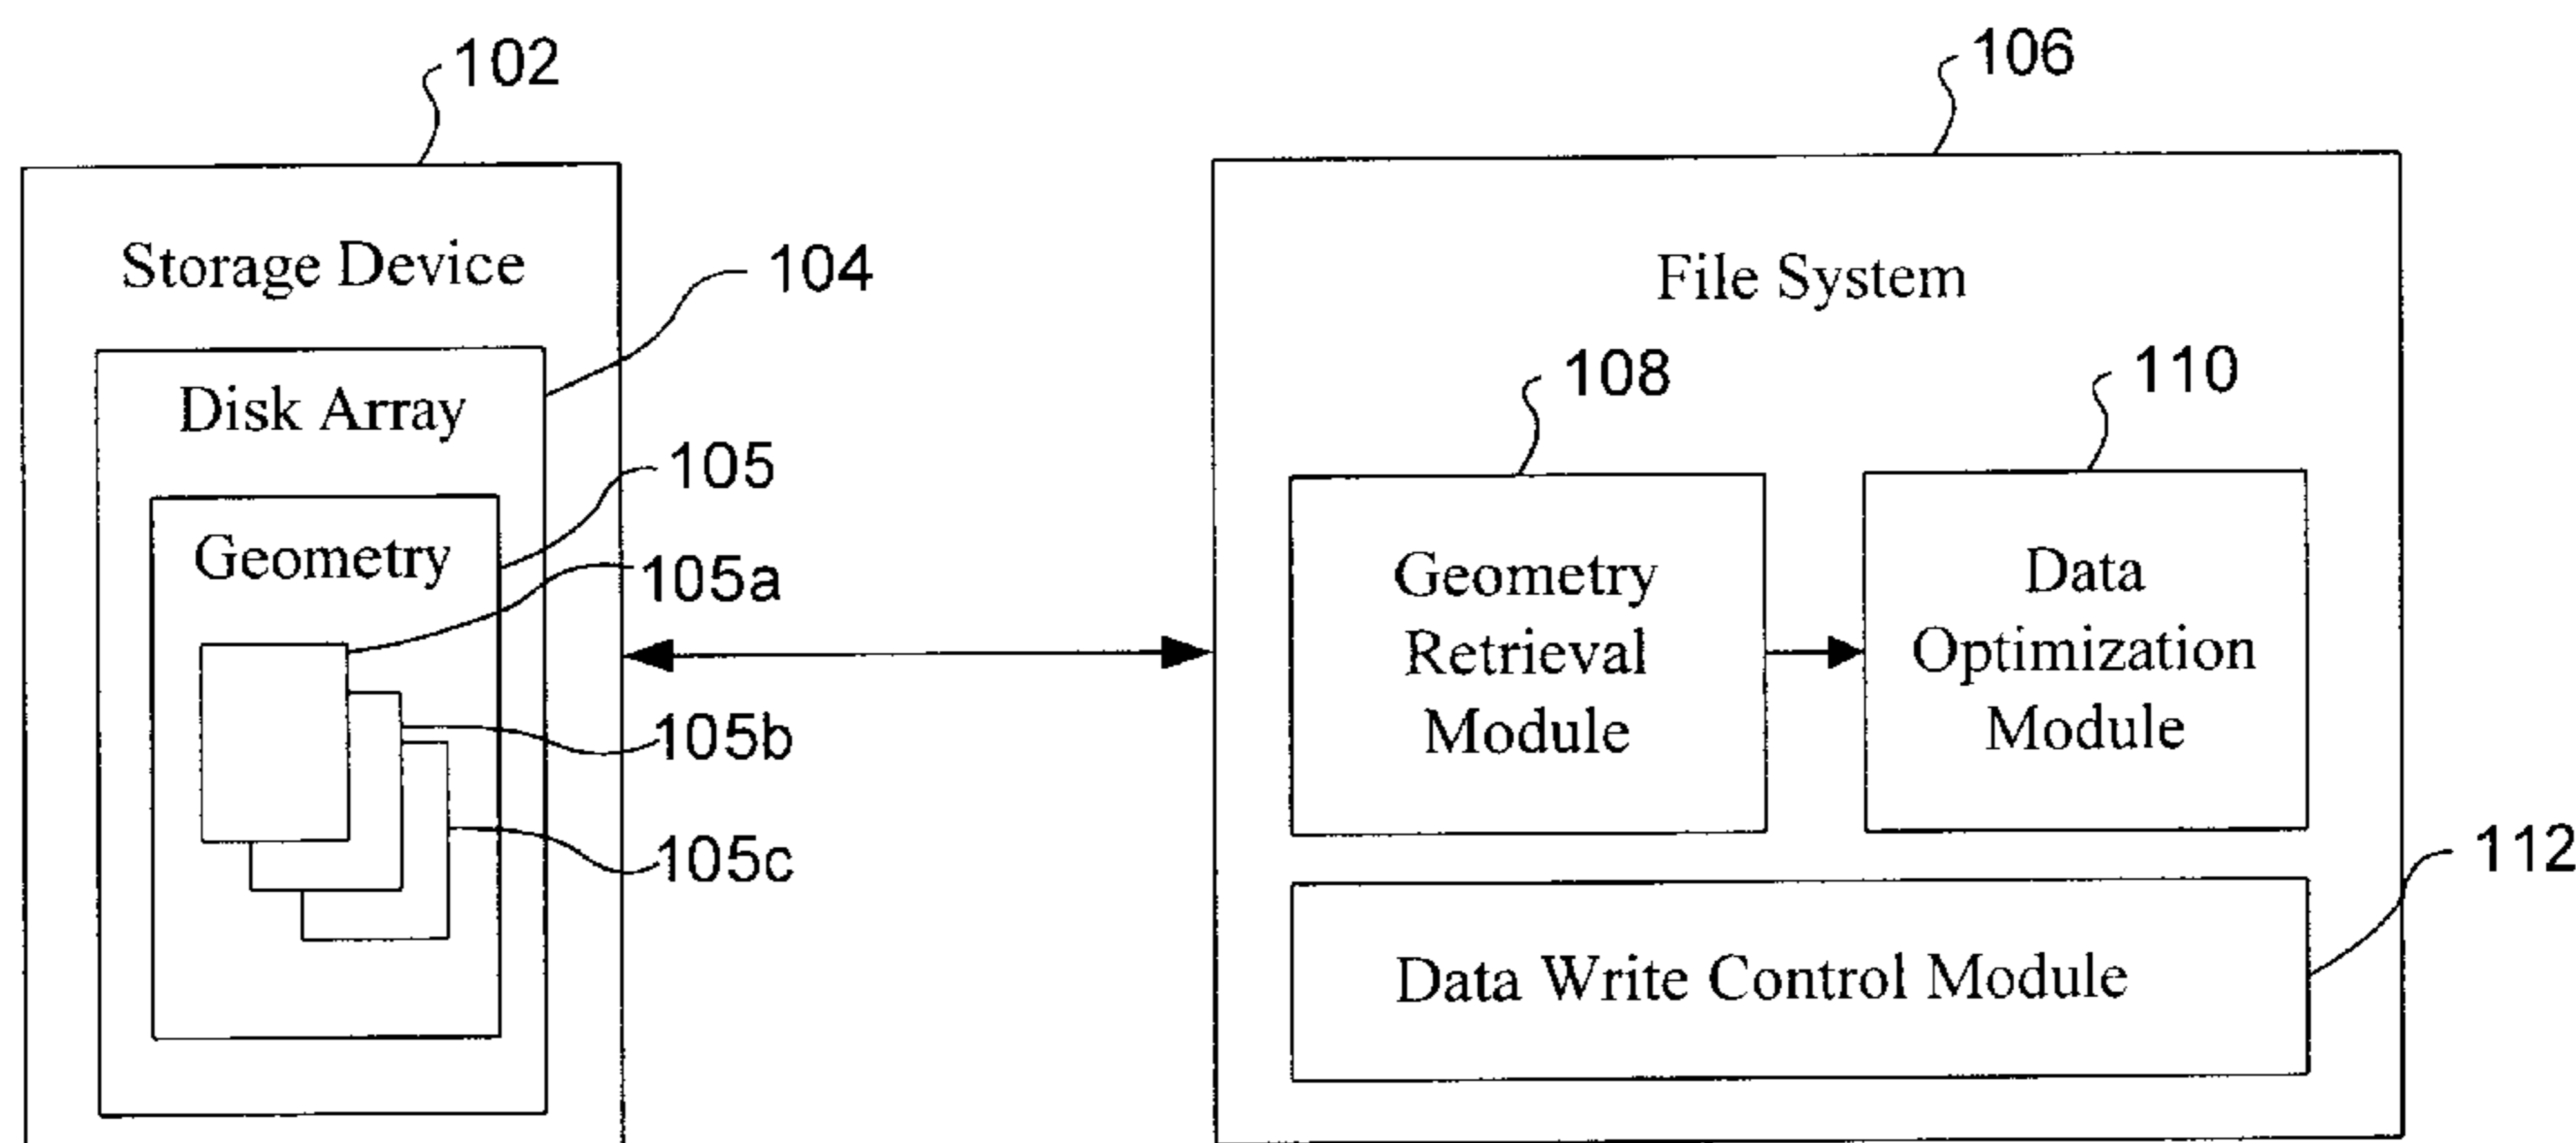 102
106
Storage Device
104
File System
Disk Array
108
110
105
Geometry
105a
Geometry
Retrieval
Module
Data
Optimization
Module
105b
105c
112
Data Write Control Module